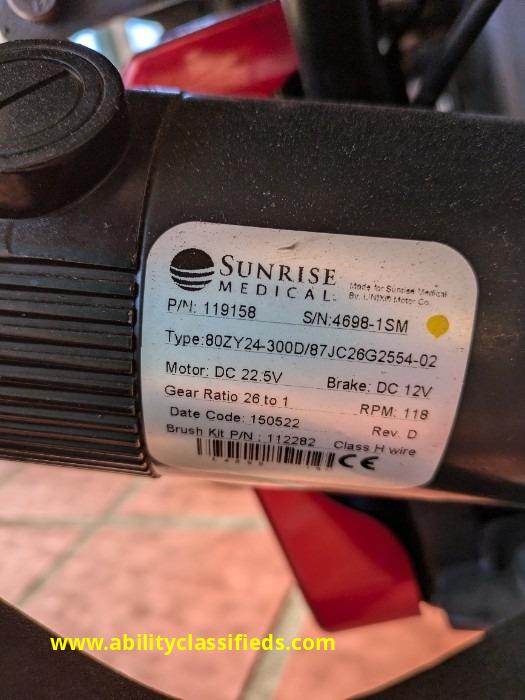 SUNRISE
MEDICAL.
Made for Sunrise Medical
By: LINIX® Motor Co.
P/N: 119158 S/N:4698-1SM
Type:80ZY24-300D/87JC26G2554-02
Motor: DC 22.5V Brake: DC 12V
Gear Ratio 26 to 1 RPM: 118
Date Code: 150522 Rev. D
Brush Kit P/N : 112282 Class H wire
CE
www.abilityclassifieds.com